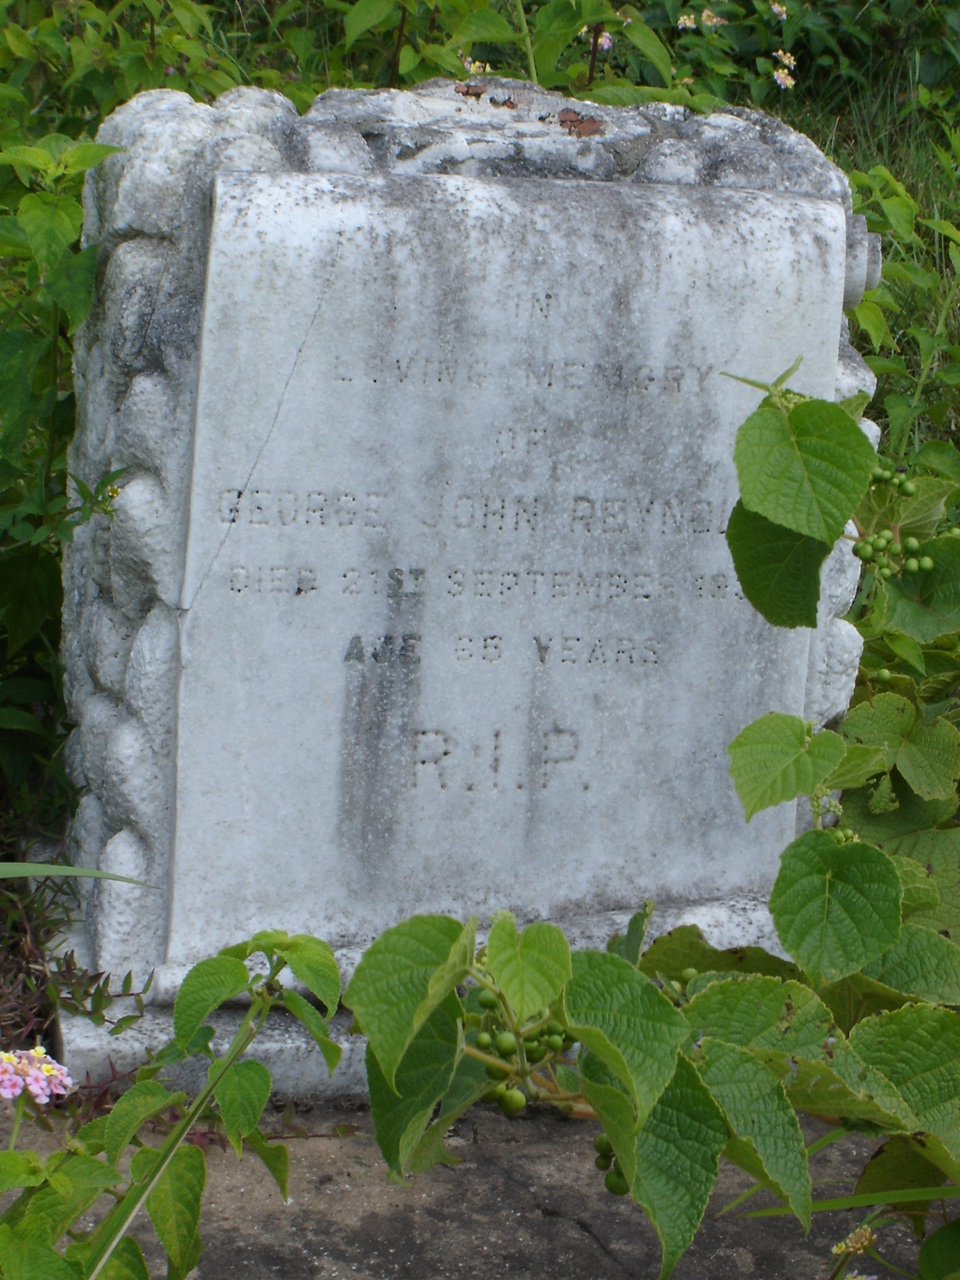 IN
LOVING MEMORY
OF
GEORGE JOHN
DIED 21ST SEPTEMBER
AGE 65 YEARS
R.I.P.